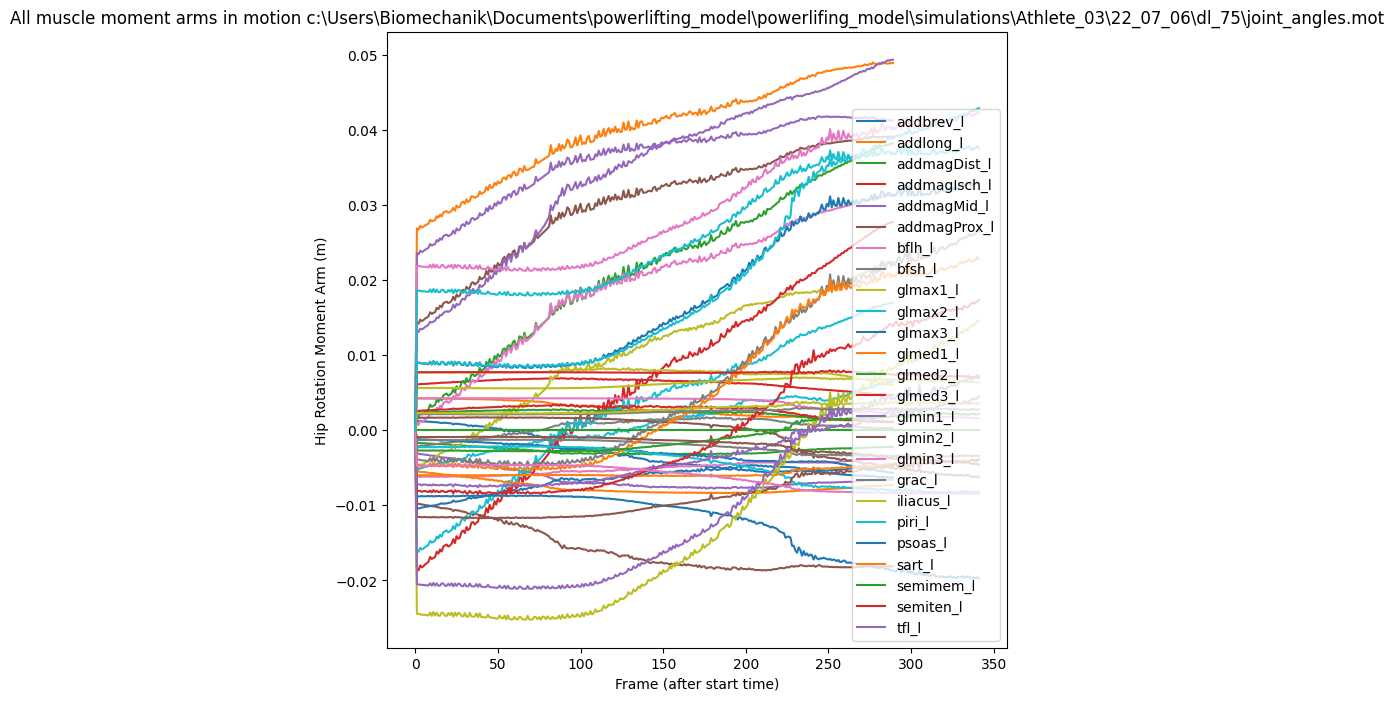 All muscle moment arms in motion c:\Users\Biomechanik\Documents\powerlifting_model\powerlifing_model\simulations\Athlete_03\22_07_06\dl_75\joint_angles.mot
Hip Rotation Moment Arm (m)
0.05
0.04
0.03
0.02
0.01
0.00
−0.01
−0.02
addbrev_l
addlong_l
addmagDist_l
addmagIsch_l
addmagMid_l
addmagProx_l
bflh_l
bfsh_l
glmax1_l
glmax2_l
glmax3_l
glmed1_l
glmed2_l
glmed3_l
glmin1_l
glmin2_l
glmin3_l
grac_l
iliacus_l
piri_l
psoas_l
sart_l
semimem_l
semiten_l
tfl_l
0 50 100 150 200 250 300 350
Frame (after start time)